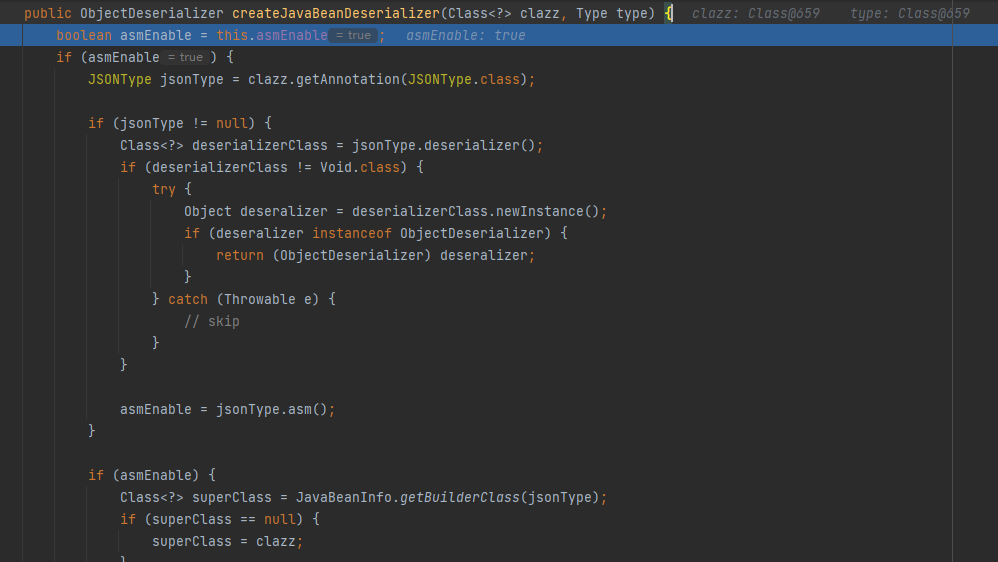 public ObjectDeserializer createJavaBeanDeserializer(Class<?> clazz, Type type) {   clazz: Class@659    type: Class@659
    boolean asmEnable = this.asmEnable = true ;   asmEnable: true
    if (asmEnable = true ) {
        JSONType jsonType = clazz.getAnnotation(JSONType.class);
        if (jsonType != null) {
            Class<?> deserializerClass = jsonType.deserializer();
            if (deserializerClass != Void.class) {
                try {
                    Object deseralizer = deserializerClass.newInstance();
                    if (deseralizer instanceof ObjectDeserializer) {
                        return (ObjectDeserializer) deseralizer;
                    }
                } catch (Throwable e) {
                    // skip
                }
            }
            asmEnable = jsonType.asm();
        }
        if (asmEnable) {
            Class<?> superClass = JavaBeanInfo.getBuilderClass(jsonType);
            if (superClass == null) {
                superClass = clazz;
            }